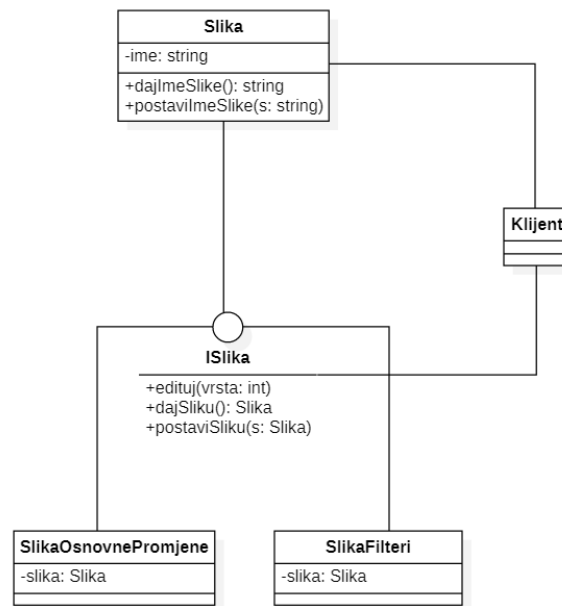 Slika
-ime: string
+dajImeSlike(): string
+postaviImeSlike(s: string)
Klijent
ISlika
+edituj(vrsta: int)
+dajSliku(): Slika
+postaviSliku(s: Slika)
SlikaOsnovnePromjene
-slika: Slika
SlikaFilteri
-slika: Slika